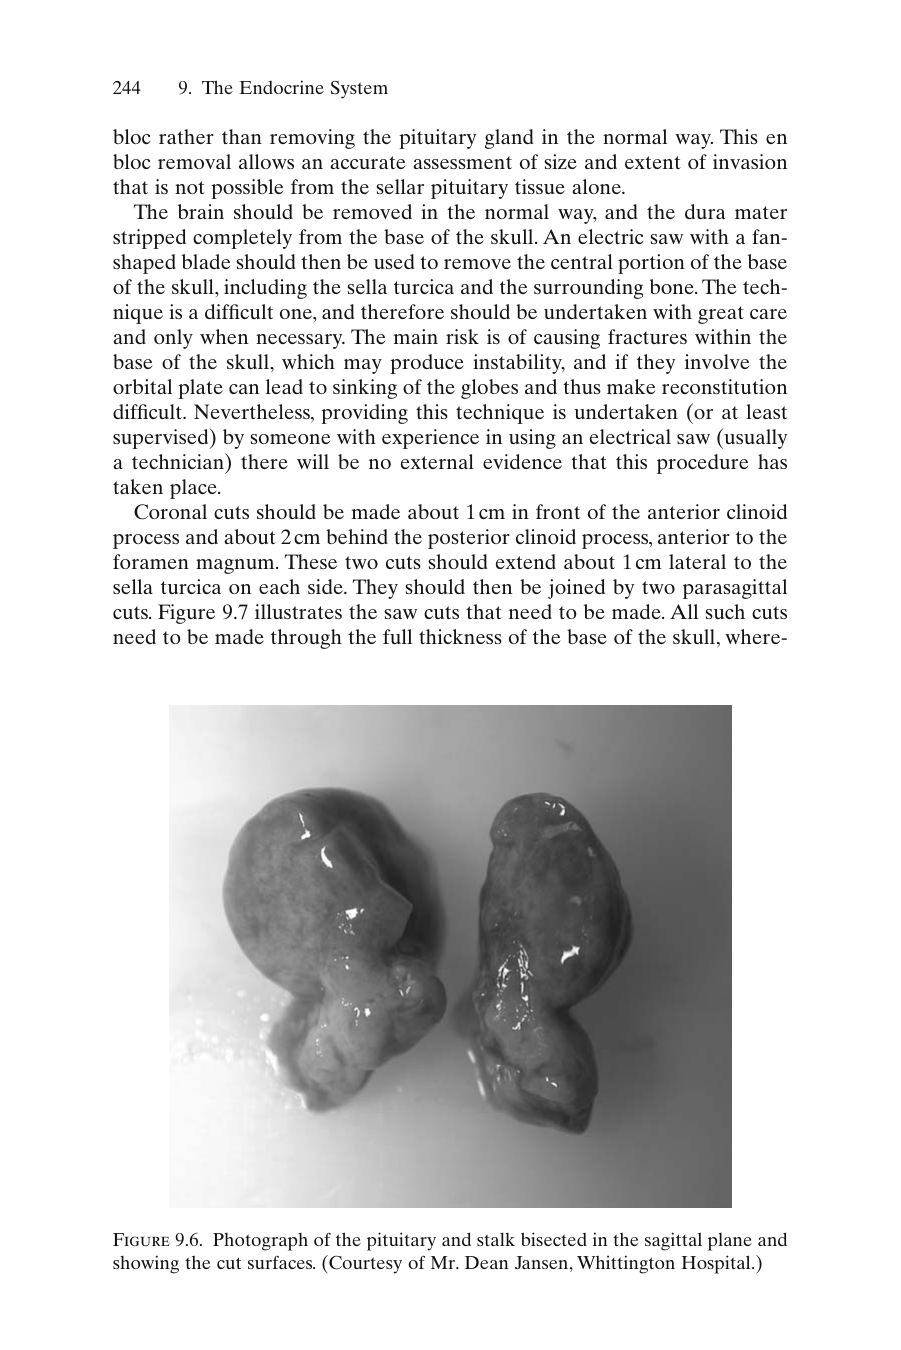 244 9. The Endocrine System
bloc rather than removing the pituitary gland in the normal way. This en
bloc removal allows an accurate assessment of size and extent of invasion
that is not possible from the sellar pituitary tissue alone.
The brain should be removed in the normal way, and the dura mater
stripped completely from the base of the skull. An electric saw with a fan-
shaped blade should then be used to remove the central portion of the base
of the skull, including the sella turcica and the surrounding bone. The tech-
nique is a difficult one, and therefore should be undertaken with great care
and only when necessary. The main risk is of causing fractures within the
base of the skull, which may produce instability, and if they involve the
orbital plate can lead to sinking of the globes and thus make reconstitution
difficult. Nevertheless, providing this technique is undertaken (or at least
supervised) by someone with experience in using an electrical saw (usually
a technician) there will be no external evidence that this procedure has
taken place.
Coronal cuts should be made about 1 cm in front of the anterior clinoid
process and about 2 cm behind the posterior clinoid process, anterior to the
foramen magnum. These two cuts should extend about 1 cm lateral to the
sella turcica on each side. They should then be joined by two parasagittal
cuts. Figure 9.7 illustrates the saw cuts that need to be made. All such cuts
need to be made through the full thickness of the base of the skull, where-
FIGURE 9.6. Photograph of the pituitary and stalk bisected in the sagittal plane and
showing the cut surfaces. (Courtesy of Mr. Dean Jansen, Whittington Hospital.)